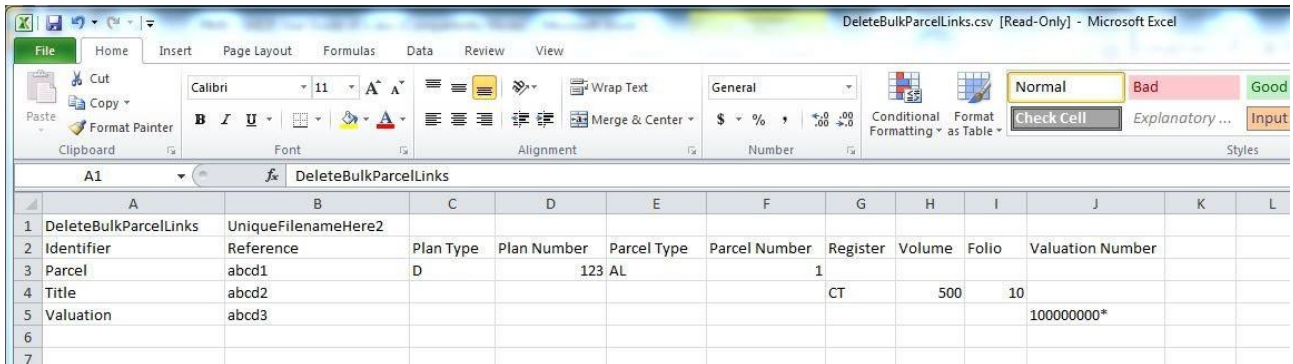 DeleteBulkParcelLinks.csv [Read-Only] - Microsoft Excel
File Home Insert Page Layout Formulas Data Review View
Cut
Copy
Format Painter
Paste
Clipboard
Calibri 11 A A
B I U A
Font
Wrap Text
Merge & Center
Alignment
General
$ % , .0 .00 .00 .0
Number
Conditional Formatting
Format as Table
Normal Bad Good
Check Cell Explanatory ... Input
Styles
A1 fx DeleteBulkParcelLinks
A B C D E F G H I J K L
1 DeleteBulkParcelLinks UniqueFilenameHere2
2 Identifier Reference Plan Type Plan Number Parcel Type Parcel Number Register Volume Folio Valuation Number
3 Parcel abcd1 D 123 AL 1
4 Title abcd2 CT 500 10
5 Valuation abcd3 100000000*
6
7